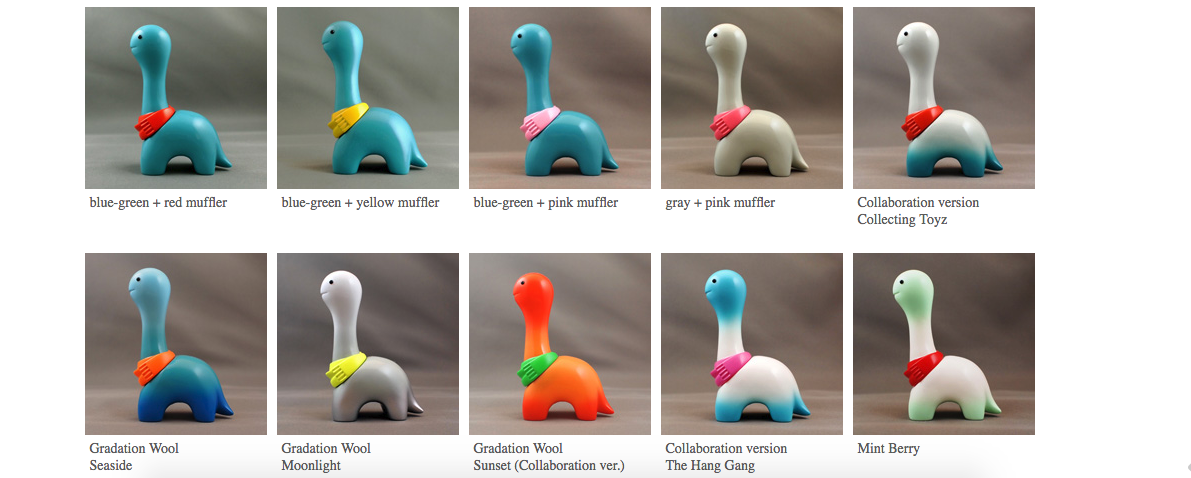 blue-green + red muffler
blue-green + yellow muffler
blue-green + pink muffler
gray + pink muffler
Collaboration version
Collecting Toyz
Gradation Wool
Seaside
Gradation Wool
Moonlight
Gradation Wool
Sunset (Collaboration ver.)
Collaboration version
The Hang Gang
Mint Berry